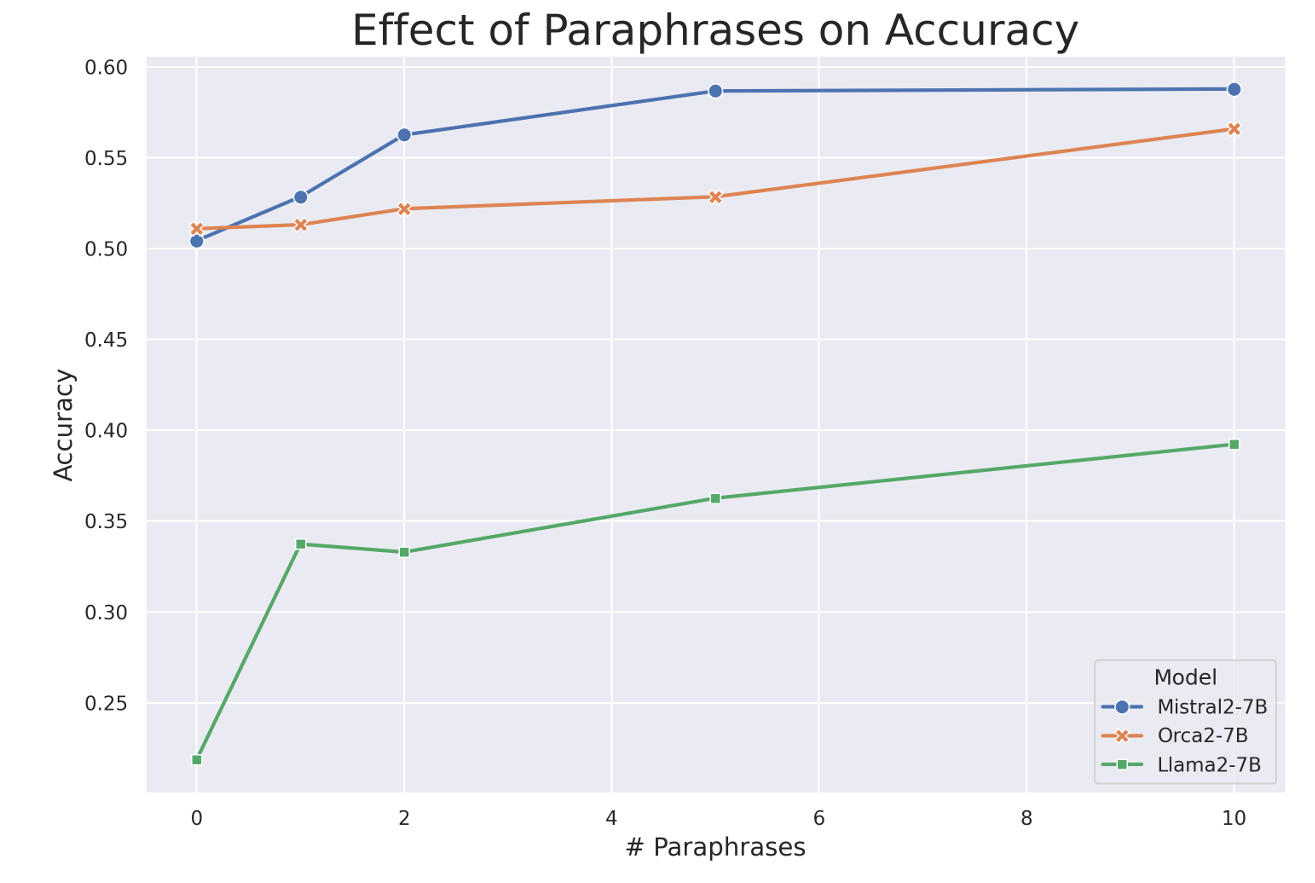 Effect of Paraphrases on Accuracy
0.60
0.55
0.50
0.45
0.40
0.35
0.30
0.25
Accuracy
0 2 4 6 8 10
# Paraphrases
Model
Mistral2-7B
Orca2-7B
Llama2-7B